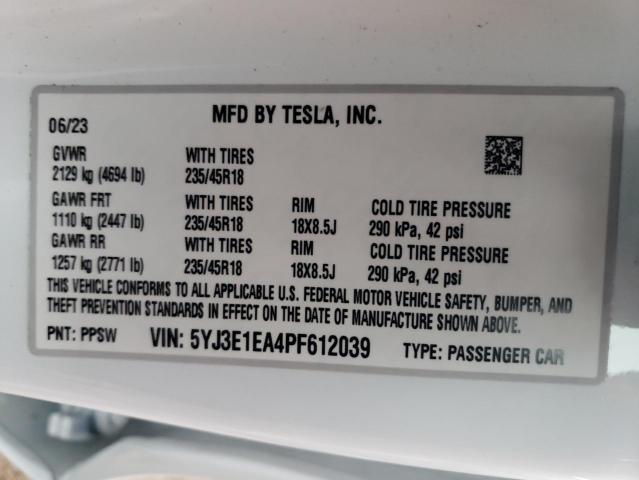 MFD BY TESLA, INC.
06/23
GVWR WITH TIRES
2129 kg (4694 lb) 235/45R18
GAWR FRT WITH TIRES RIM COLD TIRE PRESSURE
1110 kg (2447 lb) 235/45R18 18X8.5J 290 kPa, 42 psi
GAWR RR WITH TIRES RIM COLD TIRE PRESSURE
1257 kg (2771 lb) 235/45R18 18X8.5J 290 kPa, 42 psi
THIS VEHICLE CONFORMS TO ALL APPLICABLE U.S. FEDERAL MOTOR VEHICLE SAFETY, BUMPER, AND
THEFT PREVENTION STANDARDS IN EFFECT ON THE DATE OF MANUFACTURE SHOWN ABOVE.
PNT: PPSW VIN: 5YJ3E1EA4PF612039 TYPE: PASSENGER CAR